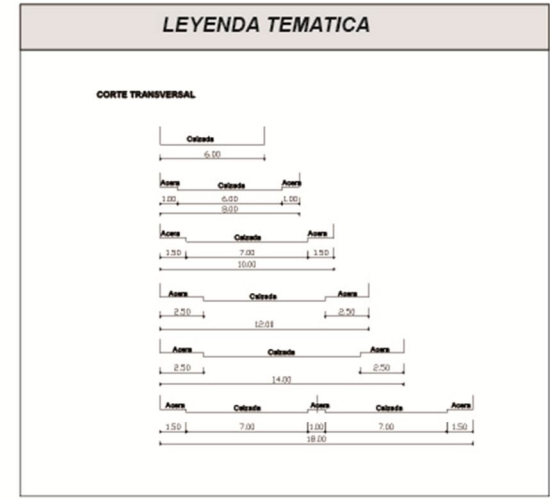 LEYENDA TEMATICA
CORTE TRANSVERSAL
Calzada
6.00
Acera Calzada Acera
1.00 6.00 1.00
8.00
Acera Calzada Acera
1.50 7.00 1.50
10.00
Acera Calzada Acera
2.50 2.50
12.00
Acera Calzada Acera
2.50 2.50
14.00
Acera Calzada Acera Calzada Acera
1.50 7.00 1.00 7.00 1.50
18.00